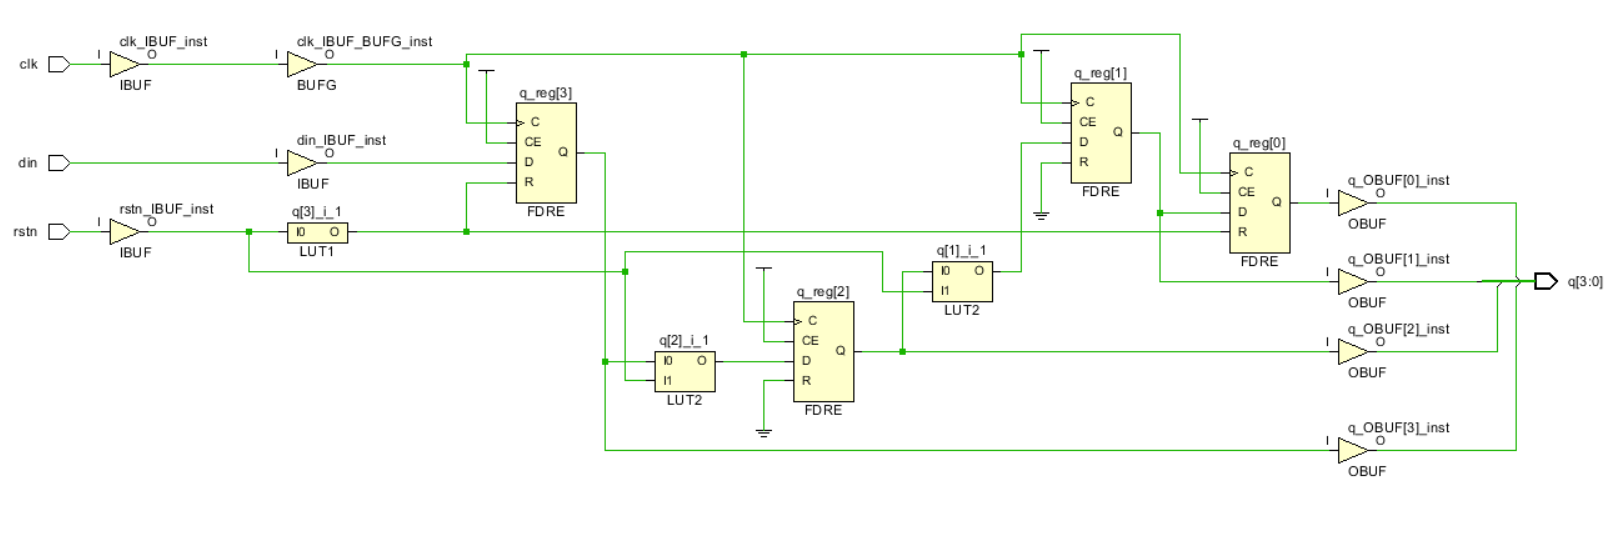 clk
I
clk_IBUF_inst
O
IBUF
I
clk_IBUF_BUFG_inst
O
BUFG
din
I
din_IBUF_inst
O
IBUF
rstn
I
rstn_IBUF_inst
O
IBUF
q[3]_i_1
I0 O
LUT1
q_reg[3]
C
CE
D
R
Q
FDRE
q[2]_i_1
I0 O
I1
LUT2
q_reg[2]
C
CE
D
R
Q
FDRE
q[1]_i_1
I0 O
I1
LUT2
q_reg[1]
C
CE
D
R
Q
FDRE
q_reg[0]
C
CE
D
R
Q
FDRE
q_OBUF[0]_inst
I O
OBUF
q_OBUF[1]_inst
I O
OBUF
q_OBUF[2]_inst
I O
OBUF
q_OBUF[3]_inst
I O
OBUF
q[3:0]